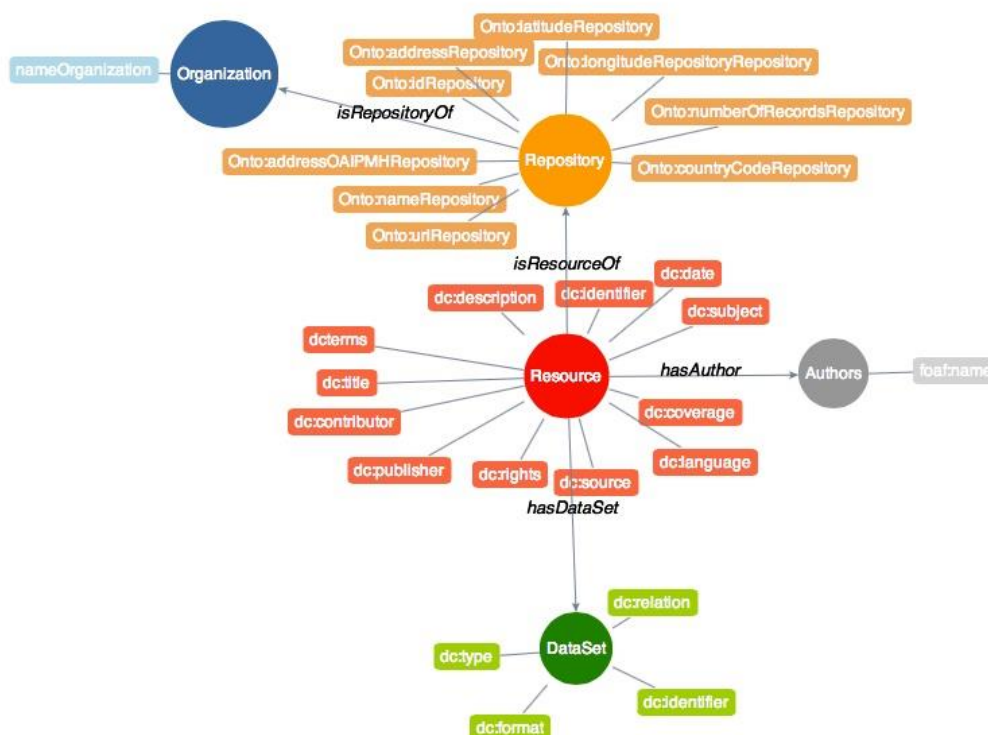 Onto:latitudeRepository
Onto:addressRepository
nameOrganization
Organization
Onto:longitudeRepositoryRepository
Onto:idRepository
isRepositoryOf
Onto:numberOfRecordsRepository
Onto:addressOAIPMHRepository
Repository
Onto:countryCodeRepository
Onto:nameRepository
Onto:urlRepository
isResourceOf
dc:date
dc:description
dc:identifier
dc:subject
dcterms
dc:title
Resource
hasAuthor
Authors
foaf:name
dc:contributor
dc:coverage
dc:publisher
dc:rights
dc:source
dc:language
hasDataSet
dc:relation
dc:type
DataSet
dc:identifier
dc:format